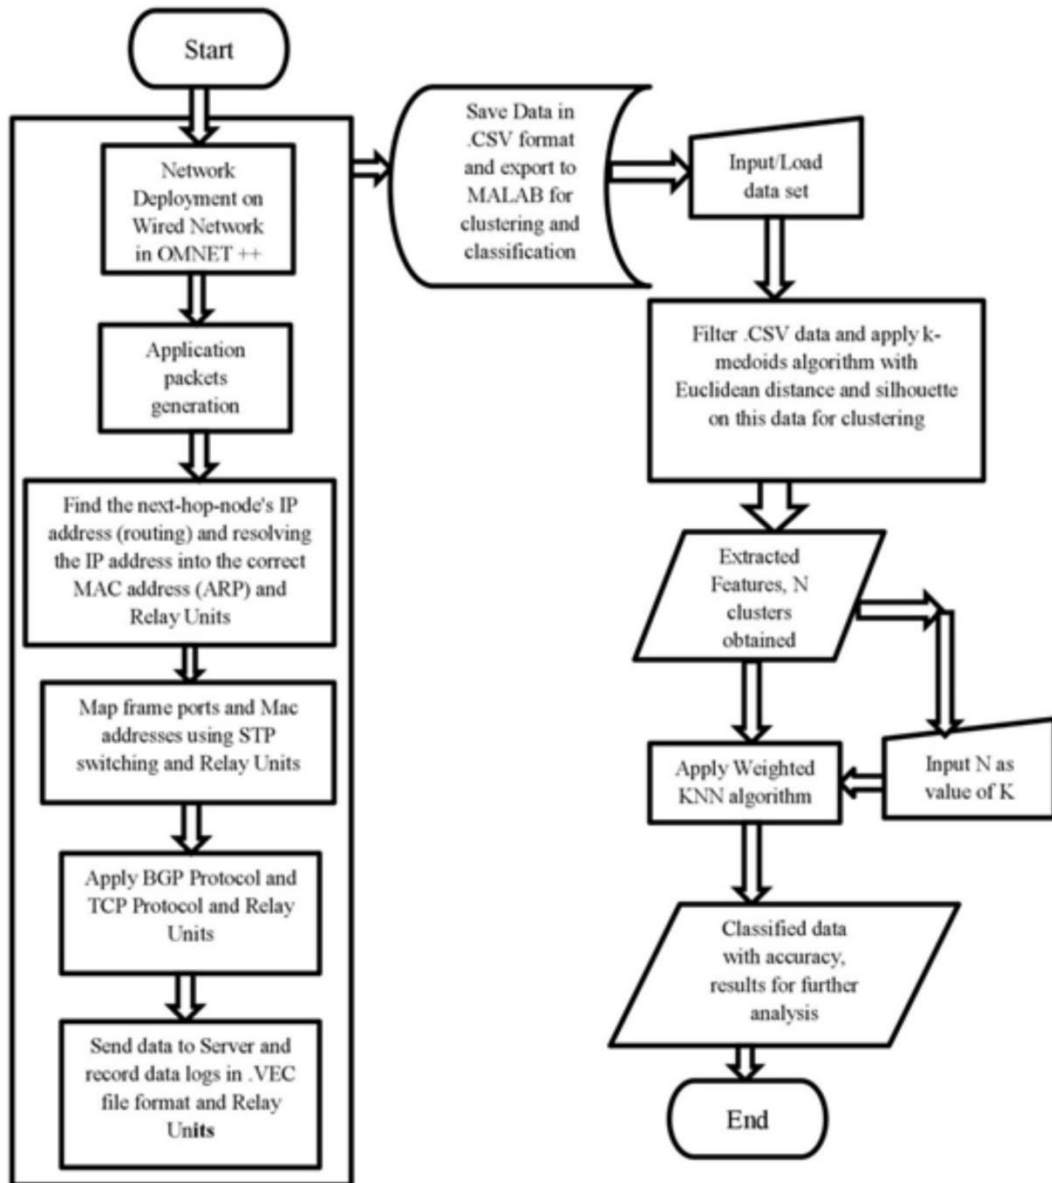 Start
Network
Deployment on
Wired Network
in OMNET ++
Application
packets
generation
Find the next-hop-node's IP
address (routing) and resolving
the IP address into the correct
MAC address (ARP) and
Relay Units
Map frame ports and Mac
addresses using STP
switching and Relay Units
Apply BGP Protocol and
TCP Protocol and Relay
Units
Send data to Server and
record data logs in .VEC
file format and Relay
Units
Save Data in
.CSV format
and export to
MALAB for
clustering and
classification
Input/Load
data set
Filter .CSV data and apply k-
medoids algorithm with
Euclidean distance and silhouette
on this data for clustering
Extracted
Features, N
clusters
obtained
Input N as
value of K
Apply Weighted
KNN algorithm
Classified data
with accuracy,
results for further
analysis
End